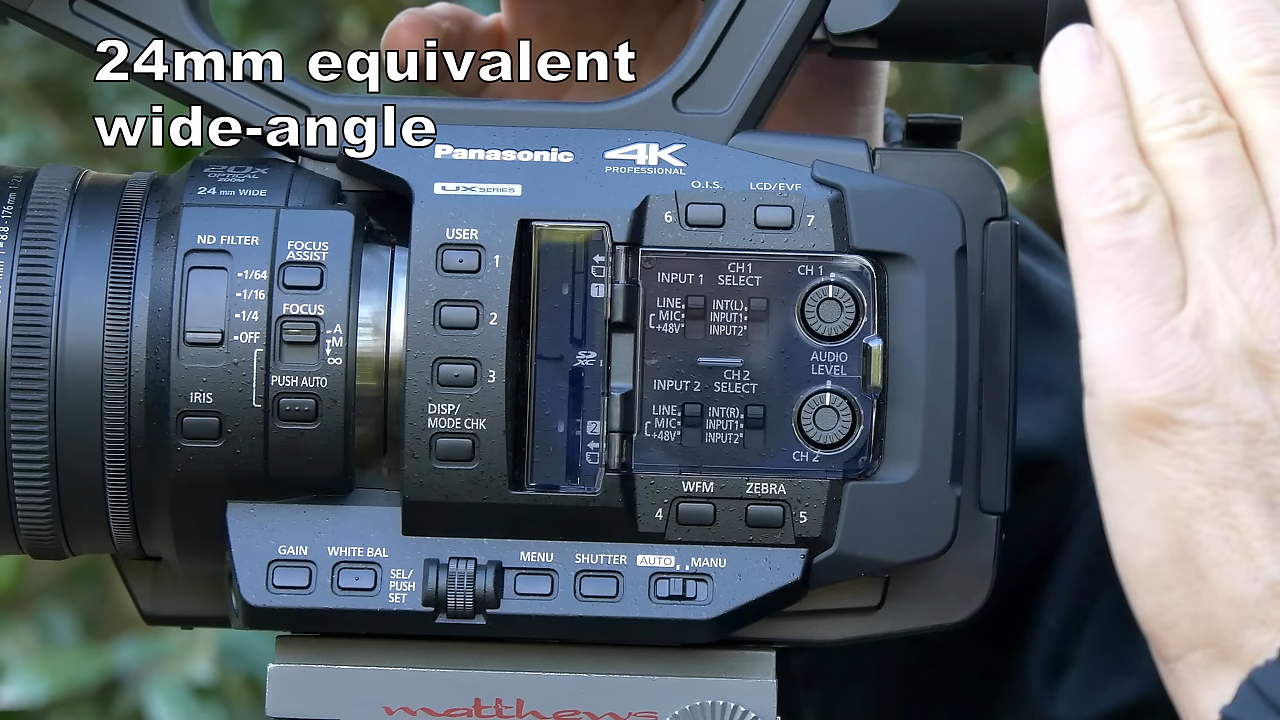 24mm equivalent
wide-angle
Panasonic
4K
PROFESSIONAL
UX SERIES
20x
OPTICAL ZOOM
24 mm WIDE
O.I.S.
LCD/EVF
6
7
ND FILTER
1/64
1/16
1/4
OFF
FOCUS
ASSIST
FOCUS
A
M
∞
PUSH AUTO
IRIS
USER
1
2
3
DISP/
MODE CHK
1
SD
XC
2
INPUT 1
CH1
SELECT
CH 1
LINE
MIC
+48V
INT(L)
INPUT1
INPUT2
AUDIO
LEVEL
INPUT 2
CH2
SELECT
LINE
MIC
+48V
INT(R)
INPUT1
INPUT2
CH 2
WFM
ZEBRA
4
5
GAIN
WHITE BAL
SEL/
PUSH
SET
MENU
SHUTTER
AUTO
MANU
matthews